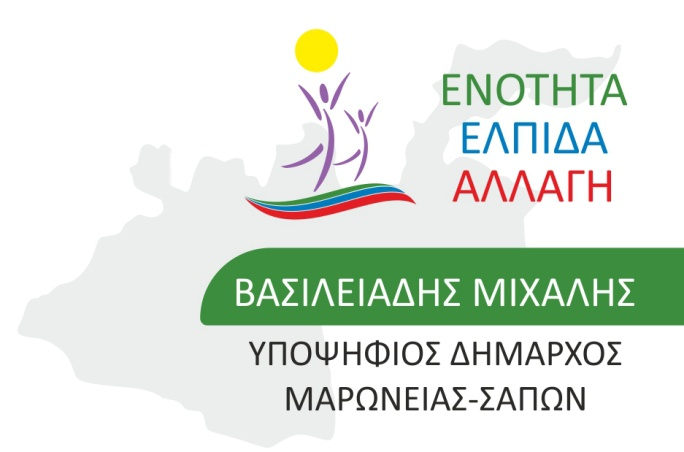 ΕΝΟΤΗΤΑ
ΕΛΠΙΔΑ
ΑΛΛΑΓΗ
ΒΑΣΙΛΕΙΑΔΗΣ ΜΙΧΑΛΗΣ
ΥΠΟΨΗΦΙΟΣ ΔΗΜΑΡΧΟΣ
ΜΑΡΩΝΕΙΑΣ-ΣΑΠΩΝ